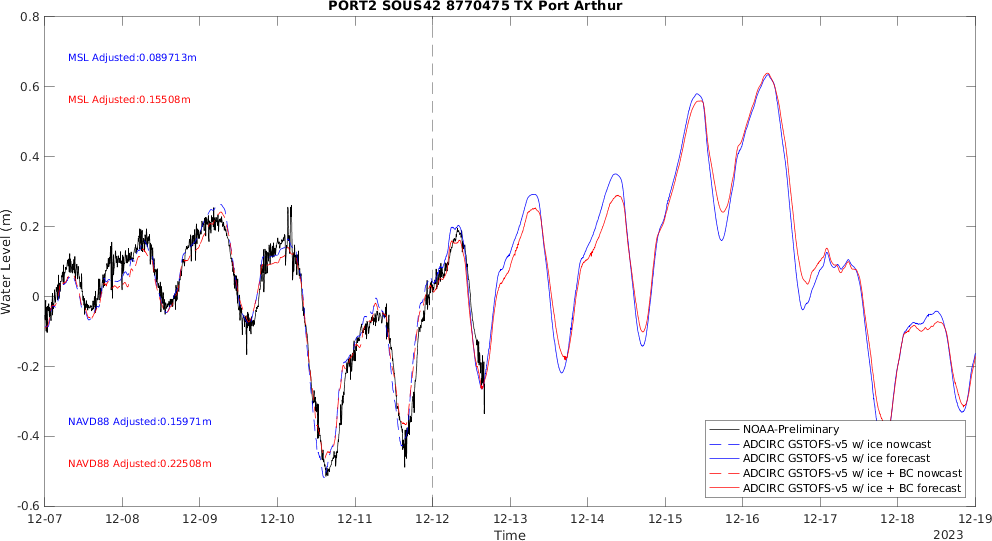 PORT2 SOUS42 8770475 TX Port Arthur
0.8
0.6
0.4
0.2
0
-0.2
-0.4
-0.6
Water Level (m)
MSL Adjusted:0.089713m
MSL Adjusted:0.15508m
NAVD88 Adjusted:0.15971m
NAVD88 Adjusted:0.22508m
NOAA-Preliminary
ADCIRC GSTOFS-v5 w/ ice nowcast
ADCIRC GSTOFS-v5 w/ ice forecast
ADCIRC GSTOFS-v5 w/ ice + BC nowcast
ADCIRC GSTOFS-v5 w/ ice + BC forecast
12-07 12-08 12-09 12-10 12-11 12-12 12-13 12-14 12-15 12-16 12-17 12-18 12-19
Time
2023